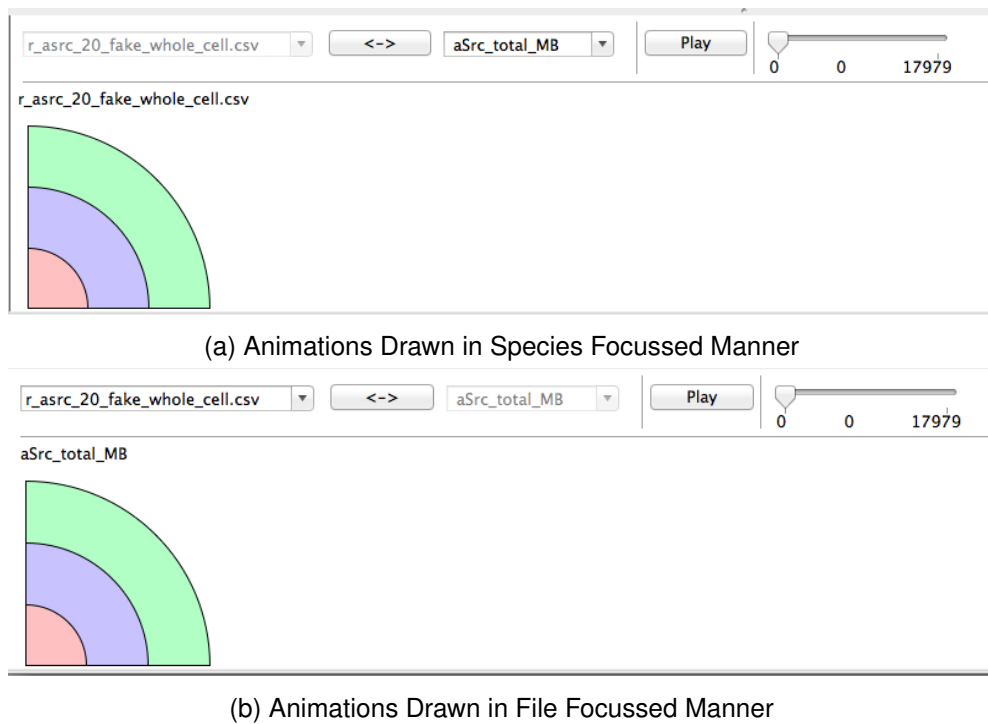 r_asrc_20_fake_whole_cell.csv <-> aSrc_total_MB Play
0 0 17979
r_asrc_20_fake_whole_cell.csv
(a) Animations Drawn in Species Focussed Manner
r_asrc_20_fake_whole_cell.csv <-> aSrc_total_MB Play
0 0 17979
aSrc_total_MB
(b) Animations Drawn in File Focussed Manner